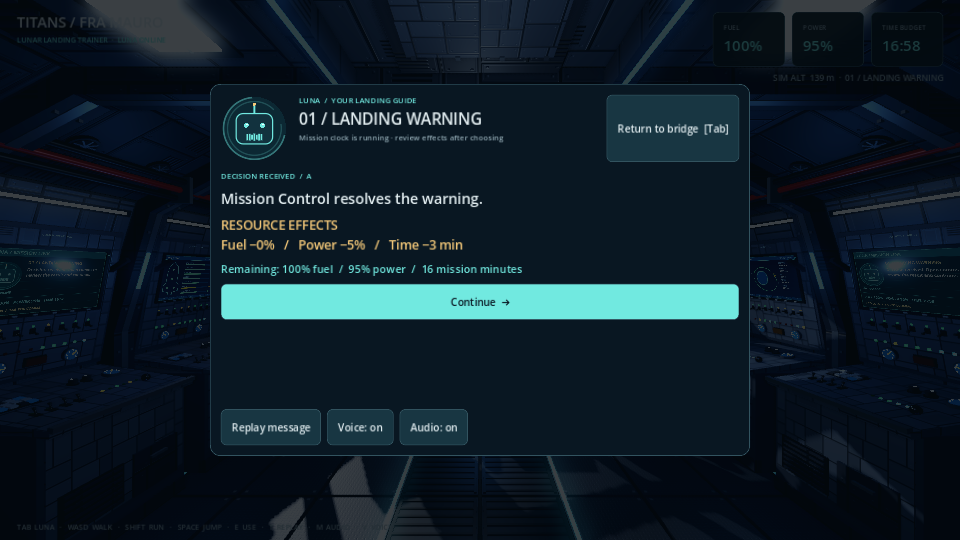 TITANS / FRA MAURO
FUEL
100%
POWER
95%
TIME BUDGET
16:58
SIM ALT 139 m · 01 / LANDING WARNING
LUNA / YOUR LANDING GUIDE
01 / LANDING WARNING
Mission clock is running · review effects after choosing
Return to bridge [Tab]
DECISION RECEIVED / A
Mission Control resolves the warning.
RESOURCE EFFECTS
Fuel −0% / Power −5% / Time −3 min
Remaining: 100% fuel / 95% power / 16 mission minutes
Continue →
Replay message
Voice: on
Audio: on
TAB LUNA · WASD WALK · SHIFT RUN · SPACE JUMP · E USE